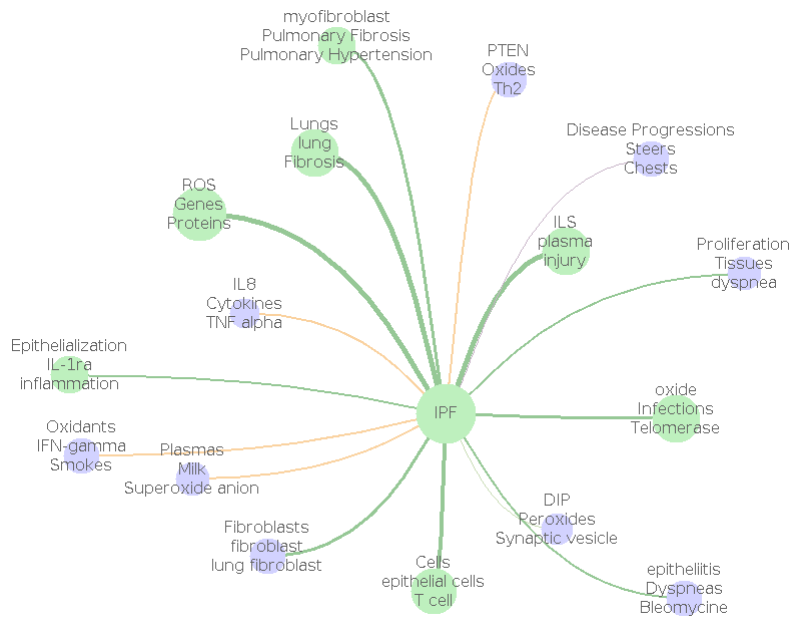 myofibroblast
Pulmonary Fibrosis
Pulmonary Hypertension
PTEN
Oxides
Th2
Lungs
lung
Fibrosis
Disease Progressions
Steers
Chests
ROS
Genes
Proteins
ILS
plasma
injury
Proliferation
Tissues
dyspnea
IL8
Cytokines
TNF alpha
Epithelialization
IL-1ra
inflammation
IPF
oxide
Infections
Telomerase
Oxidants
IFN-gamma
Smokes
Plasmas
Milk
Superoxide anion
DIP
Peroxides
Synaptic vesicle
Fibroblasts
fibroblast
lung fibroblast
Cells
epithelial cells
T cell
epitheliitis
Dyspneas
Bleomycine